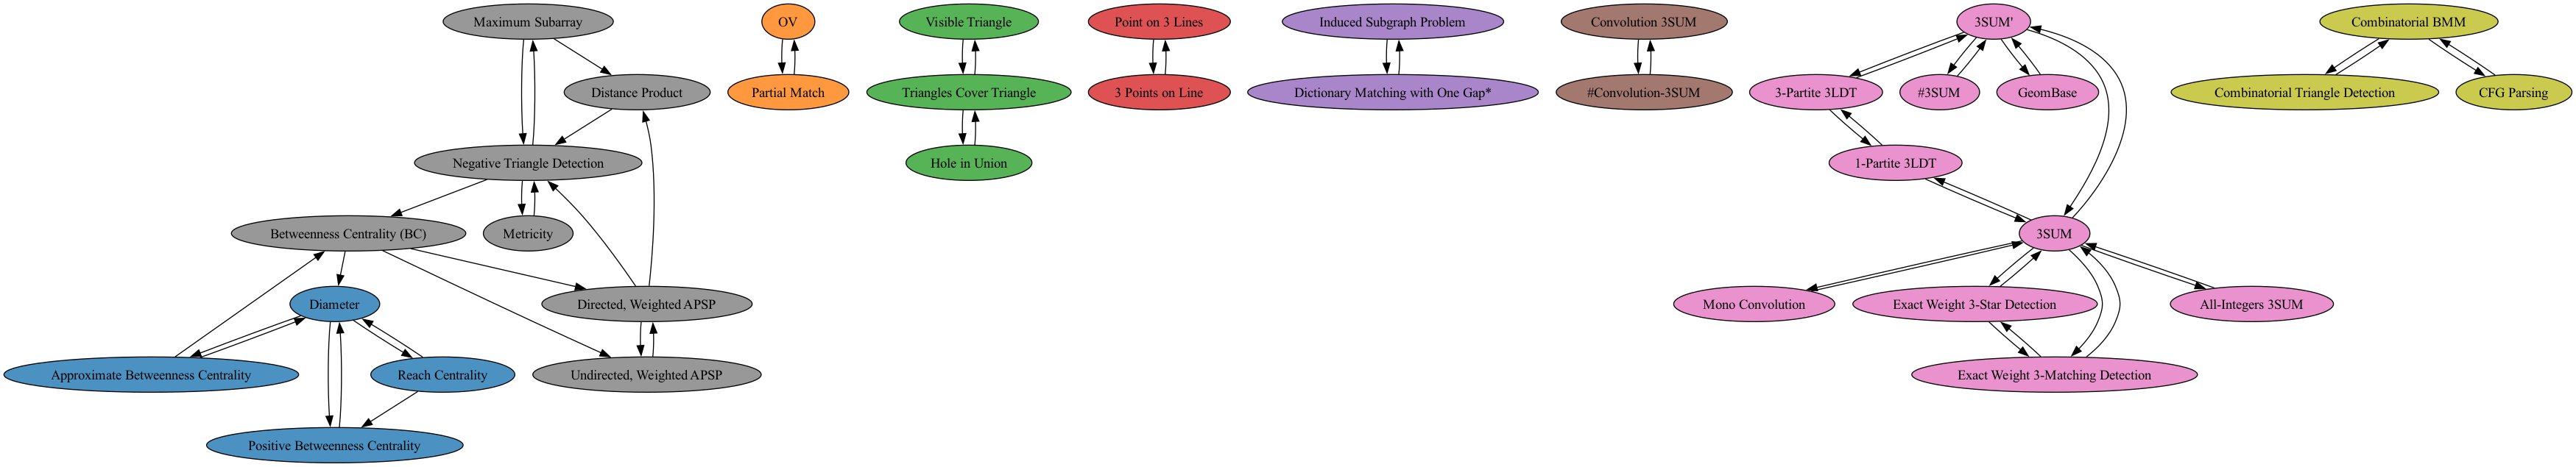 Maximum Subarray
OV
Visible Triangle
Point on 3 Lines
Induced Subgraph Problem
Convolution 3SUM
3SUM'
Combinatorial BMM
Distance Product
Partial Match
Triangles Cover Triangle
3 Points on Line
Dictionary Matching with One Gap*
#Convolution-3SUM
3-Partite 3LDT
#3SUM
GeomBase
Combinatorial Triangle Detection
CFG Parsing
Negative Triangle Detection
Hole in Union
1-Partite 3LDT
Betweenness Centrality (BC)
Metricity
3SUM
Diameter
Directed, Weighted APSP
Mono Convolution
Exact Weight 3-Star Detection
All-Integers 3SUM
Approximate Betweenness Centrality
Reach Centrality
Undirected, Weighted APSP
Exact Weight 3-Matching Detection
Positive Betweenness Centrality